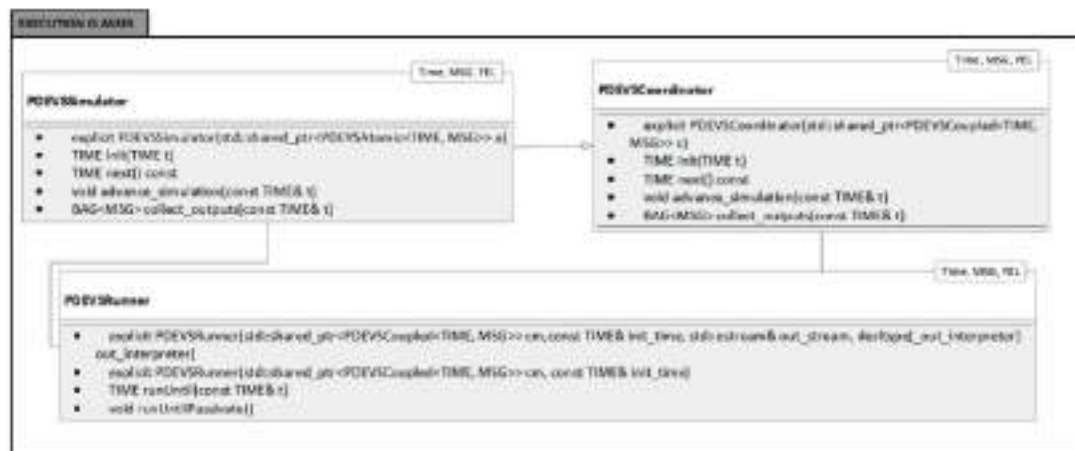 EXECUTION CLASSES
Time, MSG, FEL
PDEVSSimulator
explicit PDEVSSimulator(std::shared_ptr<PDEVSAtomic<TIME, MSG>> a)
TIME init(TIME t)
TIME next() const
void advance_simulation(const TIME& t)
BAG<MSG> collect_outputs(const TIME& t)
Time, MSG, FEL
PDEVSCoordinator
explicit PDEVSCoordinator(std::shared_ptr<PDEVSCoupled<TIME,
MSG>> c)
TIME init(TIME t)
TIME next() const
void advance_simulation(const TIME& t)
BAG<MSG> collect_outputs(const TIME& t)
Time, MSG, FEL
PDEVSRunner
explicit PDEVSRunner(std::shared_ptr<PDEVSCoupled<TIME, MSG>> cm,const TIME& init_time, std::ostream& out_stream, decltype(_out_interpreter)
out_interpreter)
explicit PDEVSRunner(std::shared_ptr<PDEVSCoupled<TIME, MSG>> cm, const TIME& init_time)
TIME runUntil(const TIME& t)
void runUntilPassivate()